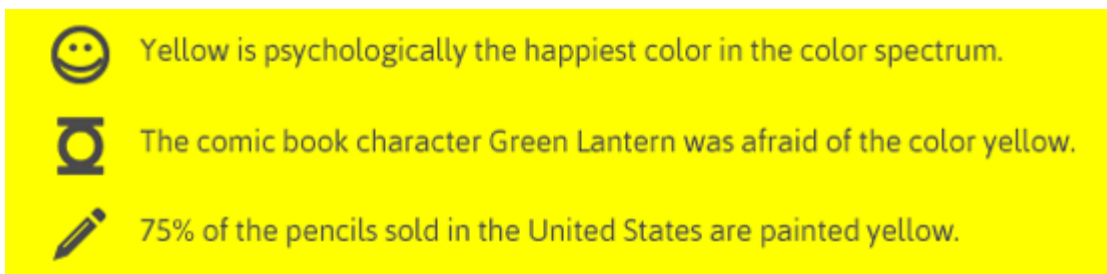 Yellow is psychologically the happiest color in the color spectrum.
The comic book character Green Lantern was afraid of the color yellow.
75% of the pencils sold in the United States are painted yellow.